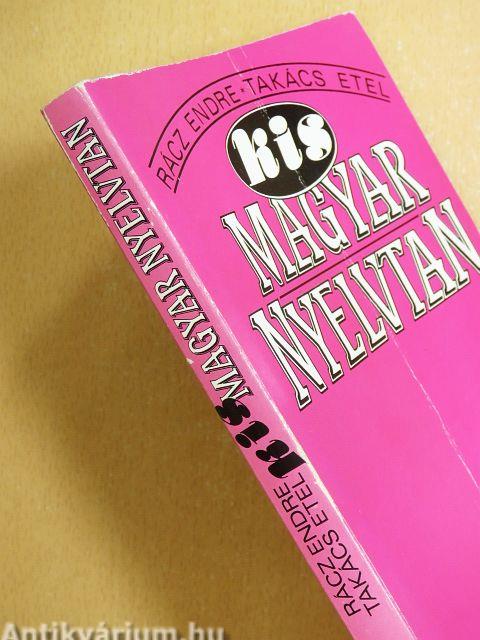 RÁCZ ENDRE • TAKÁCS ETEL
kis
MAGYAR
NYELVTAN
RÁCZ ENDRE
TAKÁCS ETEL
kis MAGYAR NYELVTAN
Antikvárium.hu